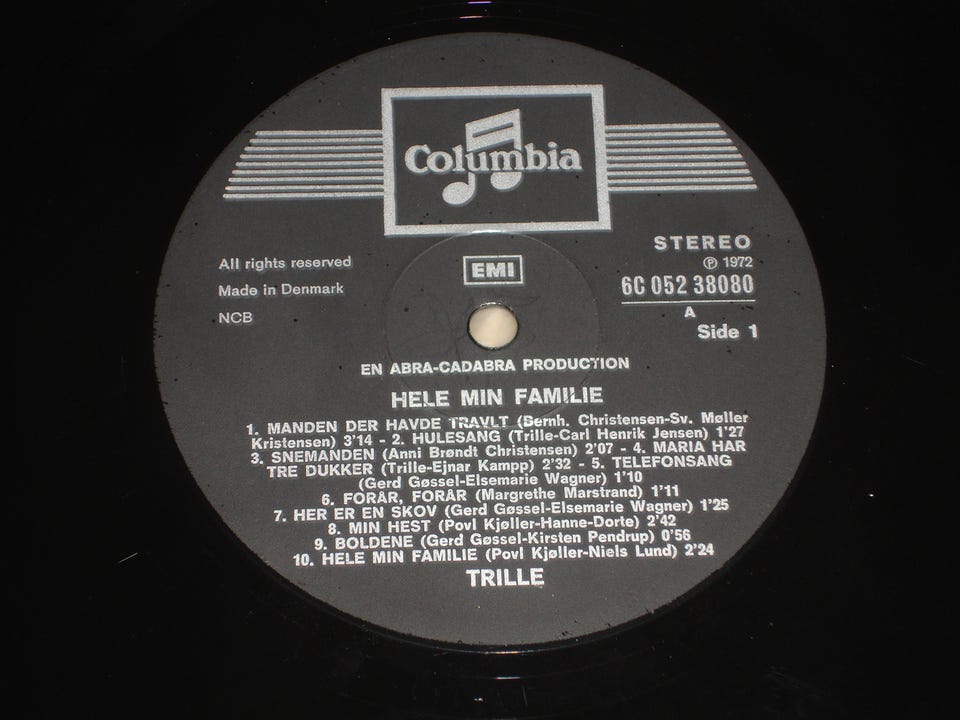 Columbia
STEREO
All rights reserved
EMI
Ⓟ 1972
Made in Denmark
6C 052 38080
NCB
A
Side 1
EN ABRA-CADABRA PRODUCTION
HELE MIN FAMILIE
1. MANDEN DER HAVDE TRAVLT (Bernh. Christensen-Sv. Møller
Kristensen) 3'14 - 2. HULESANG (Trille-Carl Henrik Jensen) 1'27
3. SNEMANDEN (Anni Brøndt Christensen) 2'07 - 4. MARIA HAR
TRE DUKKER (Trille-Ejnar Kampp) 2'32 - 5. TELEFONSANG
(Gerd Gøssel-Elsemarie Wagner) 1'10
6. FORÅR, FORÅR (Margrethe Marstrand) 1'11
7. HER ER EN SKOV (Gerd Gøssel-Elsemarie Wagner) 1'25
8. MIN HEST (Povl Kjøller-Hanne-Dorte) 2'42
9. BOLDENE (Gerd Gøssel-Kirsten Pendrup) 0'56
10. HELE MIN FAMILIE (Povl Kjøller-Niels Lund) 2'24
TRILLE